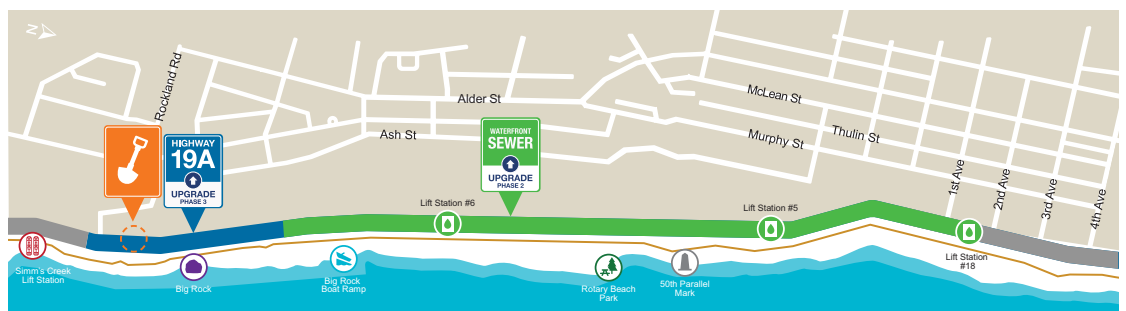 N
Rockland Rd
Alder St
Ash St
McLean St
Murphy St
Thulin St
1st Ave
2nd Ave
3rd Ave
4th Ave
HIGHWAY
19A
UPGRADE
PHASE 3
WATERFRONT
SEWER
UPGRADE
PHASE 2
Lift Station #6
Lift Station #5
Lift Station
#18
Simm's Creek
Lift Station
Big Rock
Big Rock
Boat Ramp
Rotary Beach
Park
50th Parallel
Mark